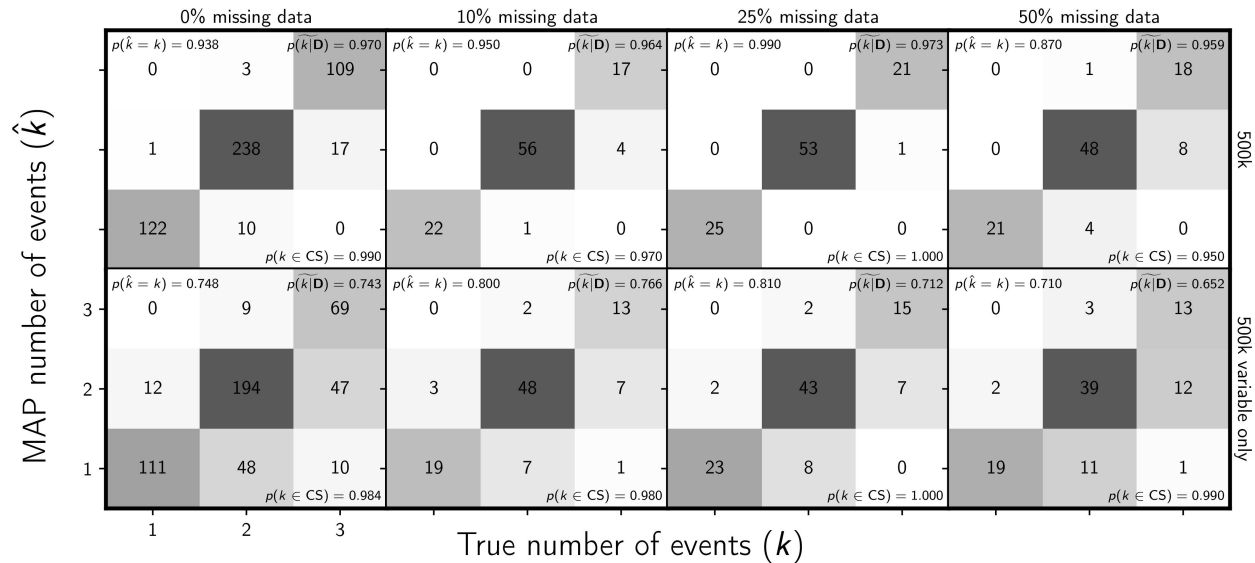 0% missing data 10% missing data 25% missing data 50% missing data
p(k̂ = k) = 0.938 p(k|D) = 0.970 p(k̂ = k) = 0.950 p(k|D) = 0.964 p(k̂ = k) = 0.990 p(k|D) = 0.973 p(k̂ = k) = 0.870 p(k|D) = 0.959
0 3 109 0 0 17 0 0 21 0 1 18
1 238 17 0 56 4 0 53 1 0 48 8
500k
122 10 0 22 1 0 25 0 0 21 4 0
p(k ∈ CS) = 0.990 p(k ∈ CS) = 0.970 p(k ∈ CS) = 1.000 p(k ∈ CS) = 0.950
MAP number of events (k̂)
p(k̂ = k) = 0.748 p(k|D) = 0.743 p(k̂ = k) = 0.800 p(k|D) = 0.766 p(k̂ = k) = 0.810 p(k|D) = 0.712 p(k̂ = k) = 0.710 p(k|D) = 0.652
3 0 9 69 0 2 13 0 2 15 0 3 13
2 12 194 47 3 48 7 2 43 7 2 39 12
500k variable only
1 111 48 10 19 7 1 23 8 0 19 11 1
p(k ∈ CS) = 0.984 p(k ∈ CS) = 0.980 p(k ∈ CS) = 1.000 p(k ∈ CS) = 0.990
1 2 3
True number of events (k)